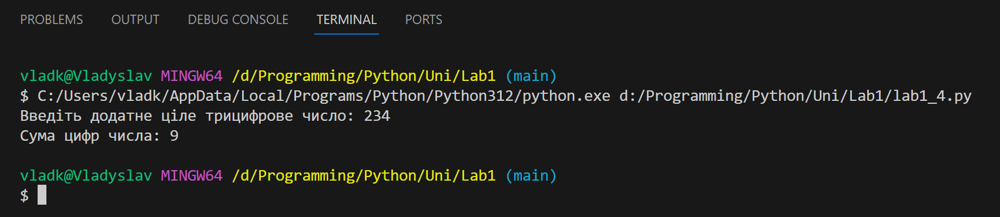 PROBLEMS OUTPUT DEBUG CONSOLE TERMINAL PORTS
vladk@Vladyslav MINGW64 /d/Programming/Python/Uni/Lab1 (main)
$ C:/Users/vladk/AppData/Local/Programs/Python/Python312/python.exe d:/Programming/Python/Uni/Lab1/lab1_4.py
Введіть додатне ціле трицифрове число: 234
Сума цифр числа: 9
vladk@Vladyslav MINGW64 /d/Programming/Python/Uni/Lab1 (main)
$